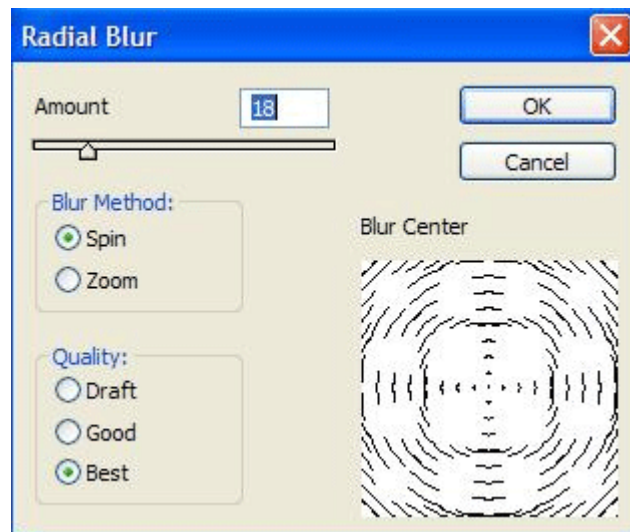 Radial Blur
Amount 18
OK
Cancel
Blur Method:
Spin
Zoom
Blur Center
Quality:
Draft
Good
Best